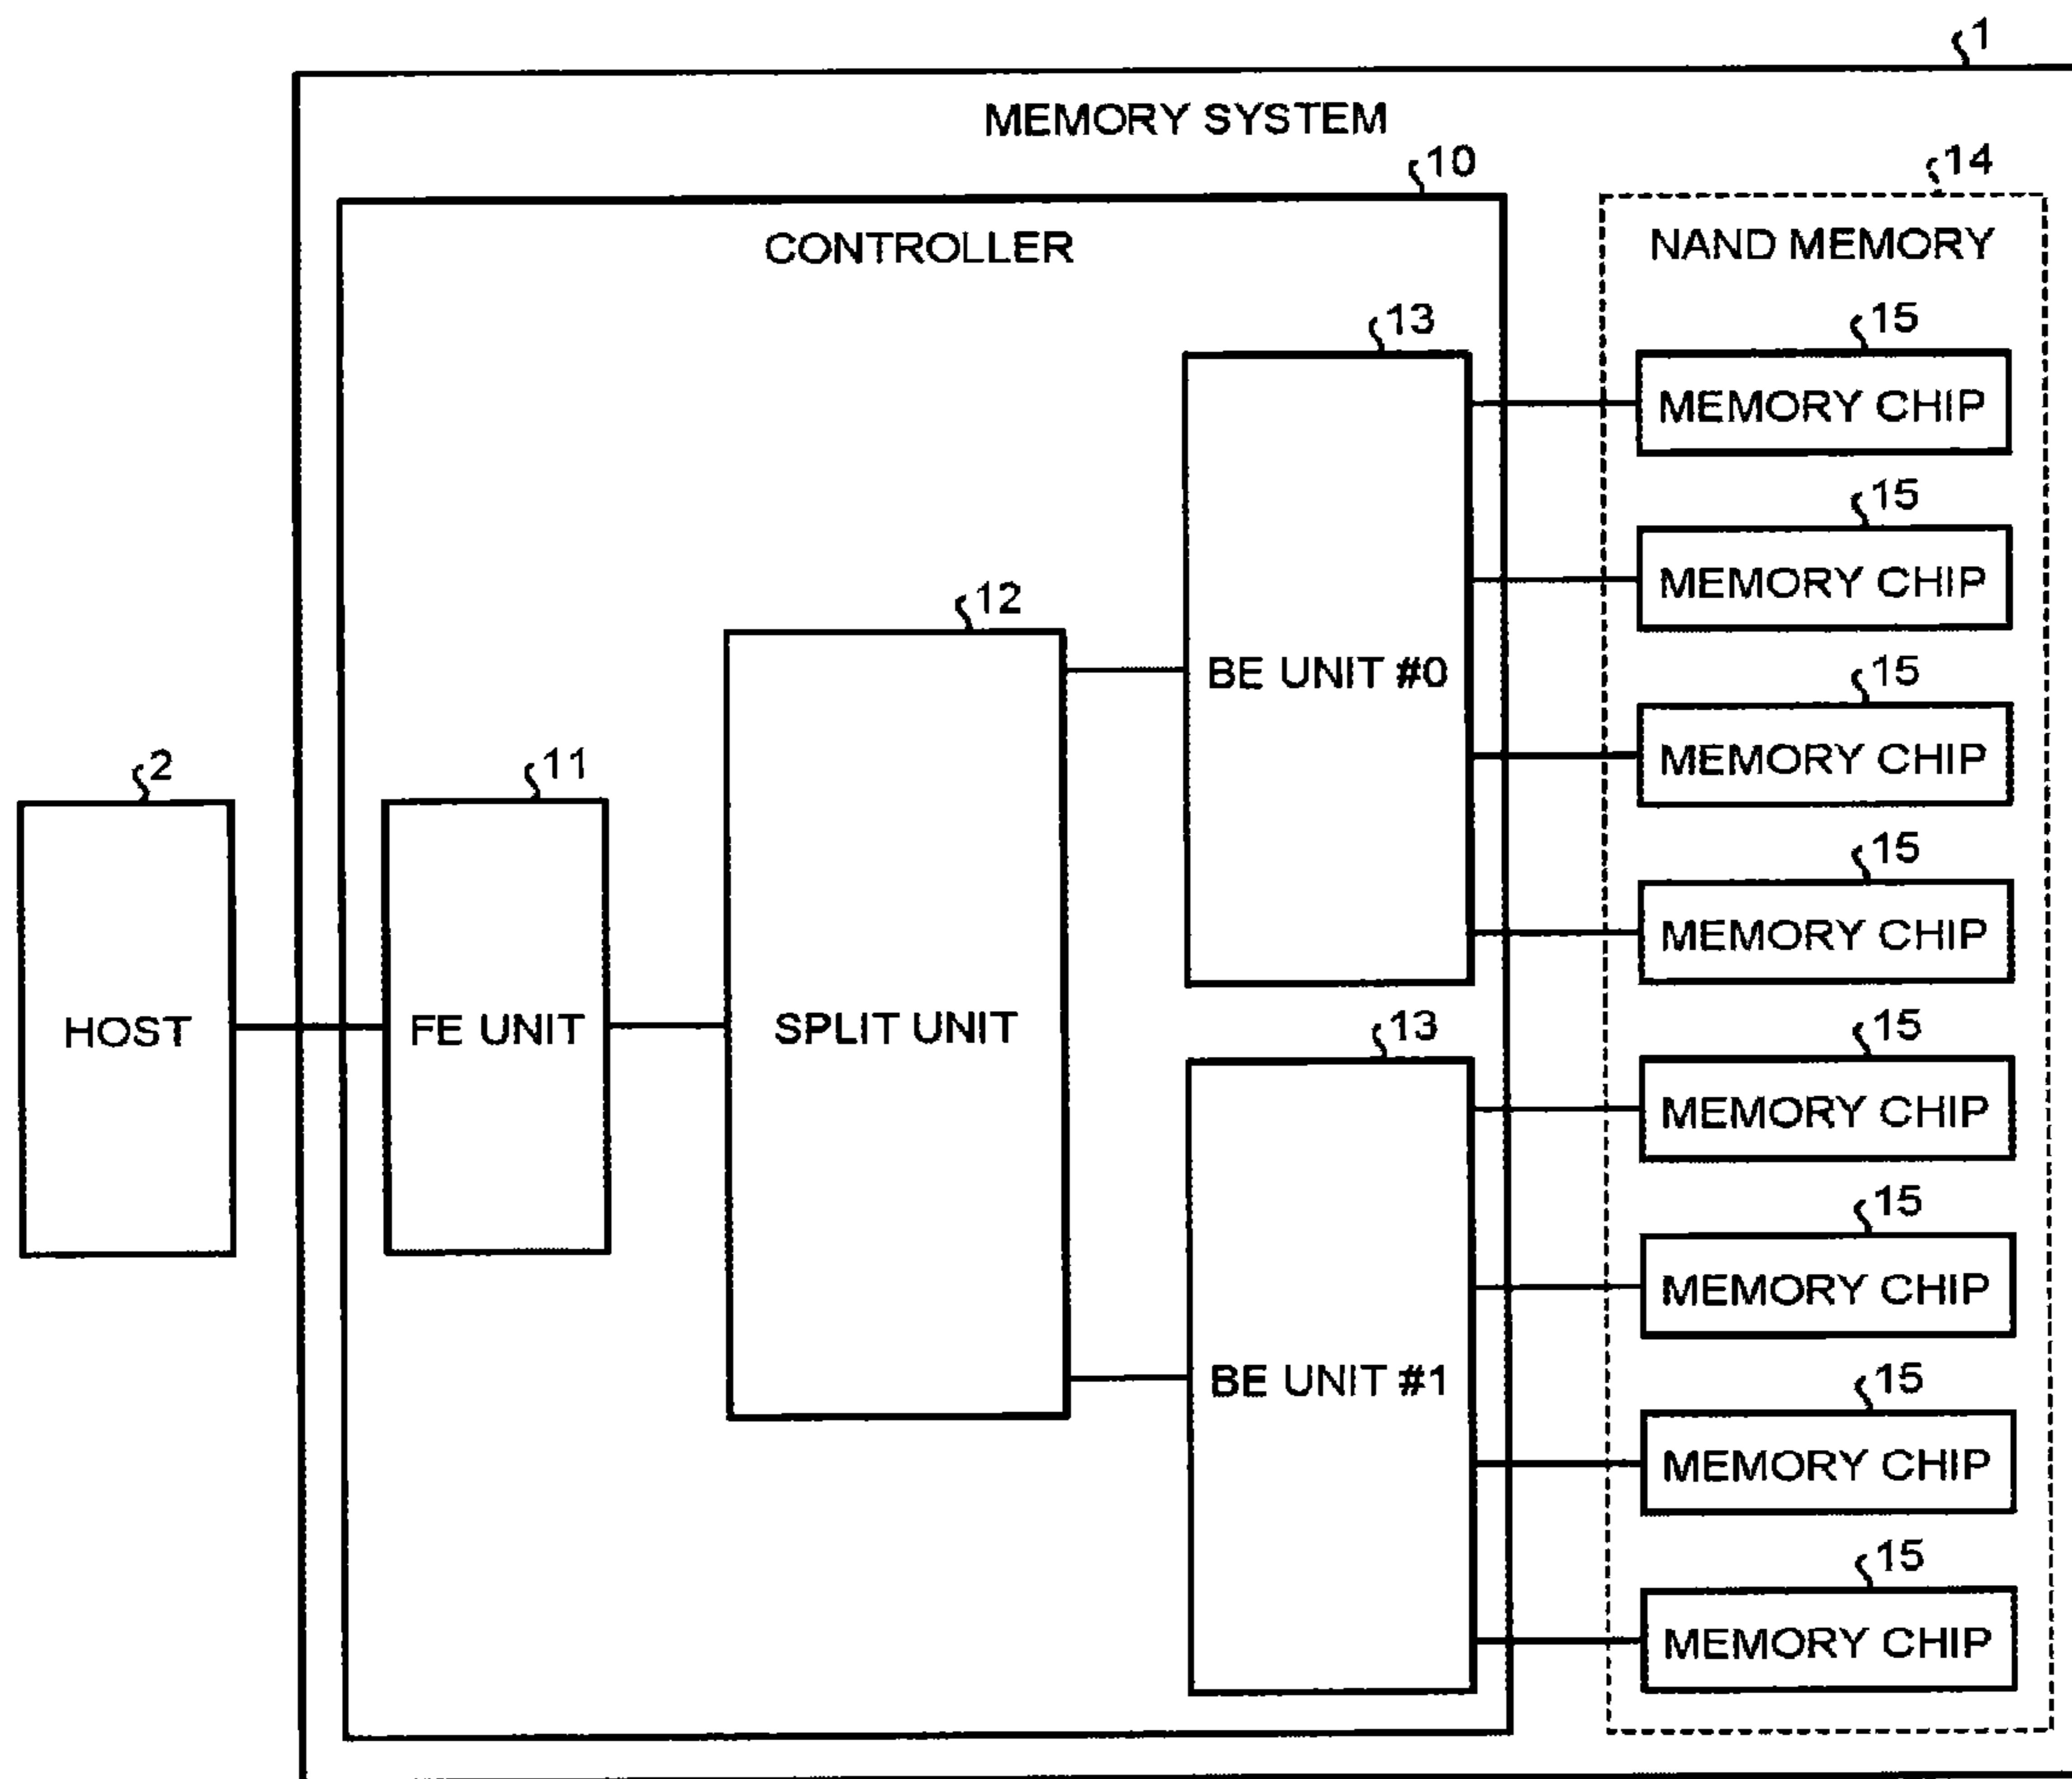 1
MEMORY SYSTEM
10
14
CONTROLLER
NAND MEMORY
13
15
MEMORY CHIP
15
MEMORY CHIP
12
BE UNIT #0
15
MEMORY CHIP
2
11
15
MEMORY CHIP
HOST
FE UNIT
SPLIT UNIT
13
15
MEMORY CHIP
15
MEMORY CHIP
BE UNIT #1
15
MEMORY CHIP
15
MEMORY CHIP